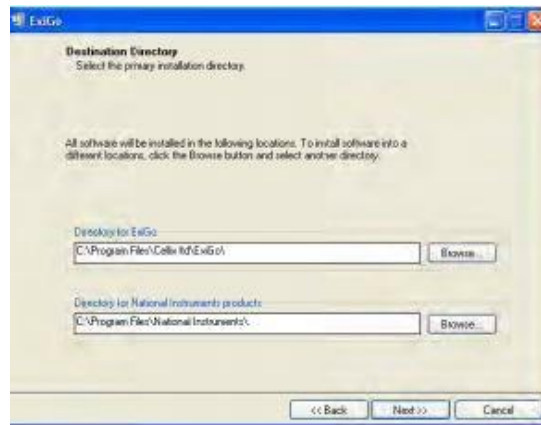 ExiGo
Destination Directory
Select the primary installation directory.
All software will be installed in the following locations. To install software into a
different locations, click the Browse button and select another directory.
Directory for ExiGo
C:\Program Files\Cellix ltd\ExiGo\
Browse...
Directory for National Instruments products
C:\Program Files\National Instruments\
Browse...
<< Back
Next >>
Cancel